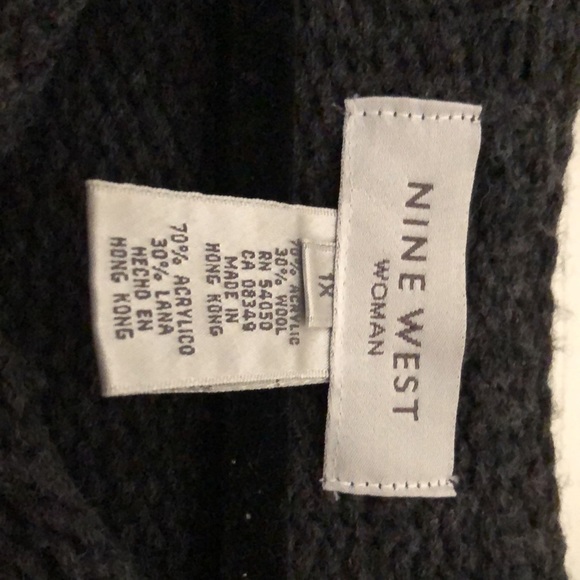 NINE WEST
WOMAN
1X
70% ACRYLIC
30% WOOL
RN 54050
CA 08349
MADE IN
HONG KONG
70% ACRYLICO
30% LANA
HECHO EN
HONG KONG